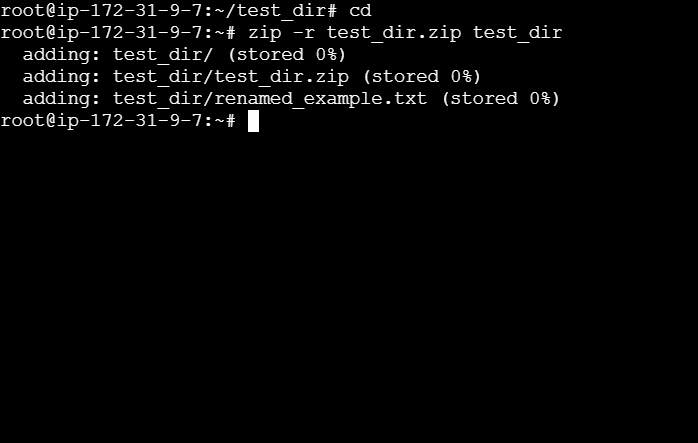 root@ip-172-31-9-7:~/test_dir# cd
root@ip-172-31-9-7:~# zip -r test_dir.zip test_dir
  adding: test_dir/ (stored 0%)
  adding: test_dir/test_dir.zip (stored 0%)
  adding: test_dir/renamed_example.txt (stored 0%)
root@ip-172-31-9-7:~#